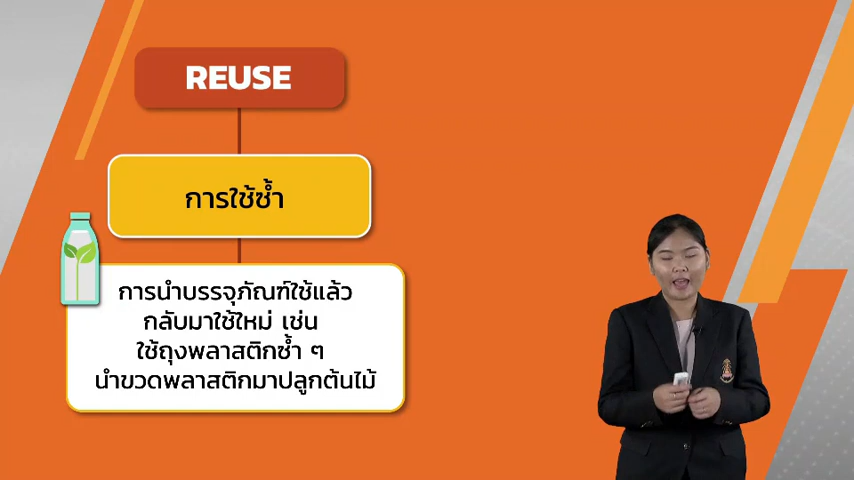 REUSE
การใช้ซ้ำ
การนำบรรจุภัณฑ์ใช้แล้ว
กลับมาใช้ใหม่ เช่น
ใช้ถุงพลาสติกซ้ำ ๆ
นำขวดพลาสติกมาปลูกต้นไม้